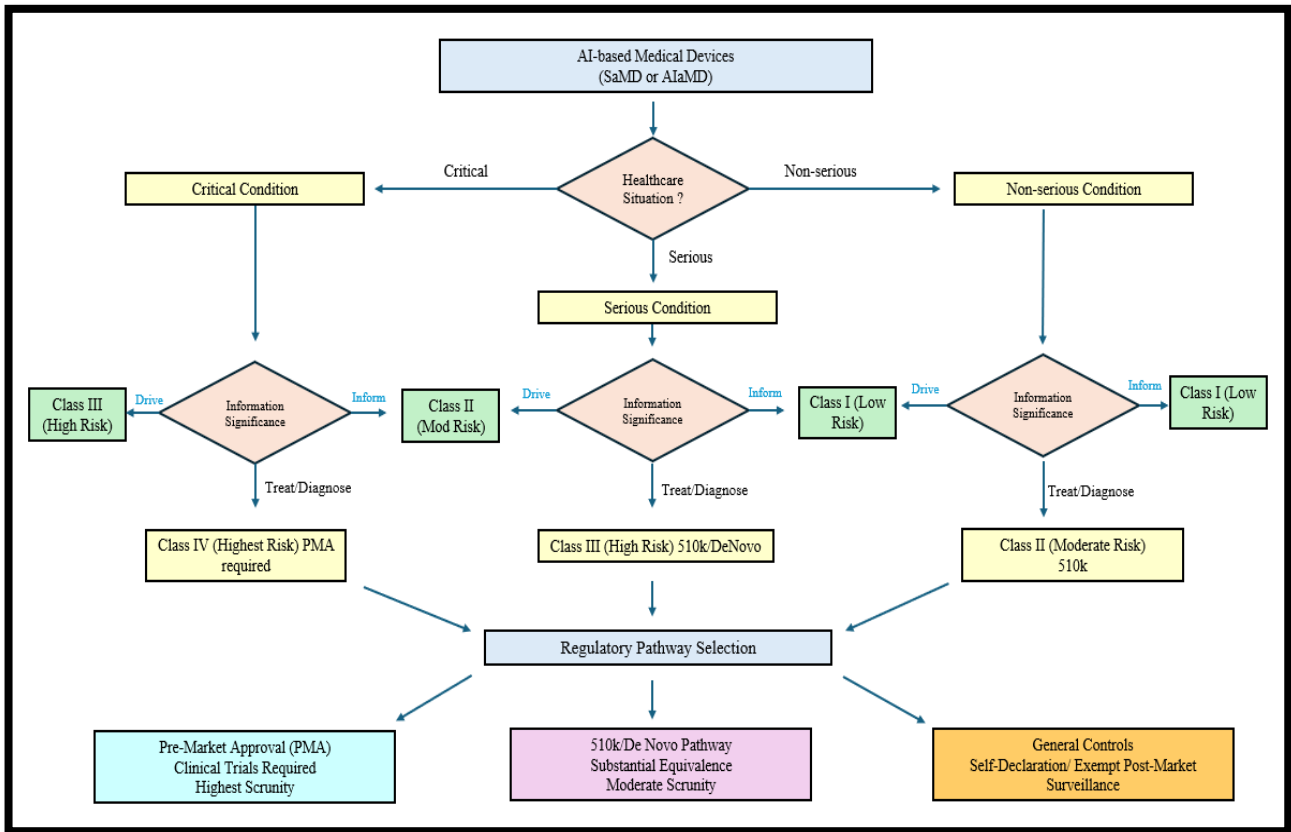 AI-based Medical Devices
(SaMD or AIaMD)
Critical
Healthcare
Situation ?
Non-serious
Critical Condition
Non-serious Condition
Serious
Serious Condition
Class III
(High Risk)
Drive
Information
Significance
Inform
Class II
(Mod Risk)
Drive
Information
Significance
Inform
Class I (Low
Risk)
Drive
Information
Significance
Inform
Class I (Low
Risk)
Treat/Diagnose
Treat/Diagnose
Treat/Diagnose
Class IV (Highest Risk) PMA
required
Class III (High Risk) 510k/DeNovo
Class II (Moderate Risk)
510k
Regulatory Pathway Selection
Pre-Market Approval (PMA)
Clinical Trials Required
Highest Scrunity
510k/De Novo Pathway
Substantial Equivalence
Moderate Scrunity
General Controls
Self-Declaration/ Exempt Post-Market
Surveillance